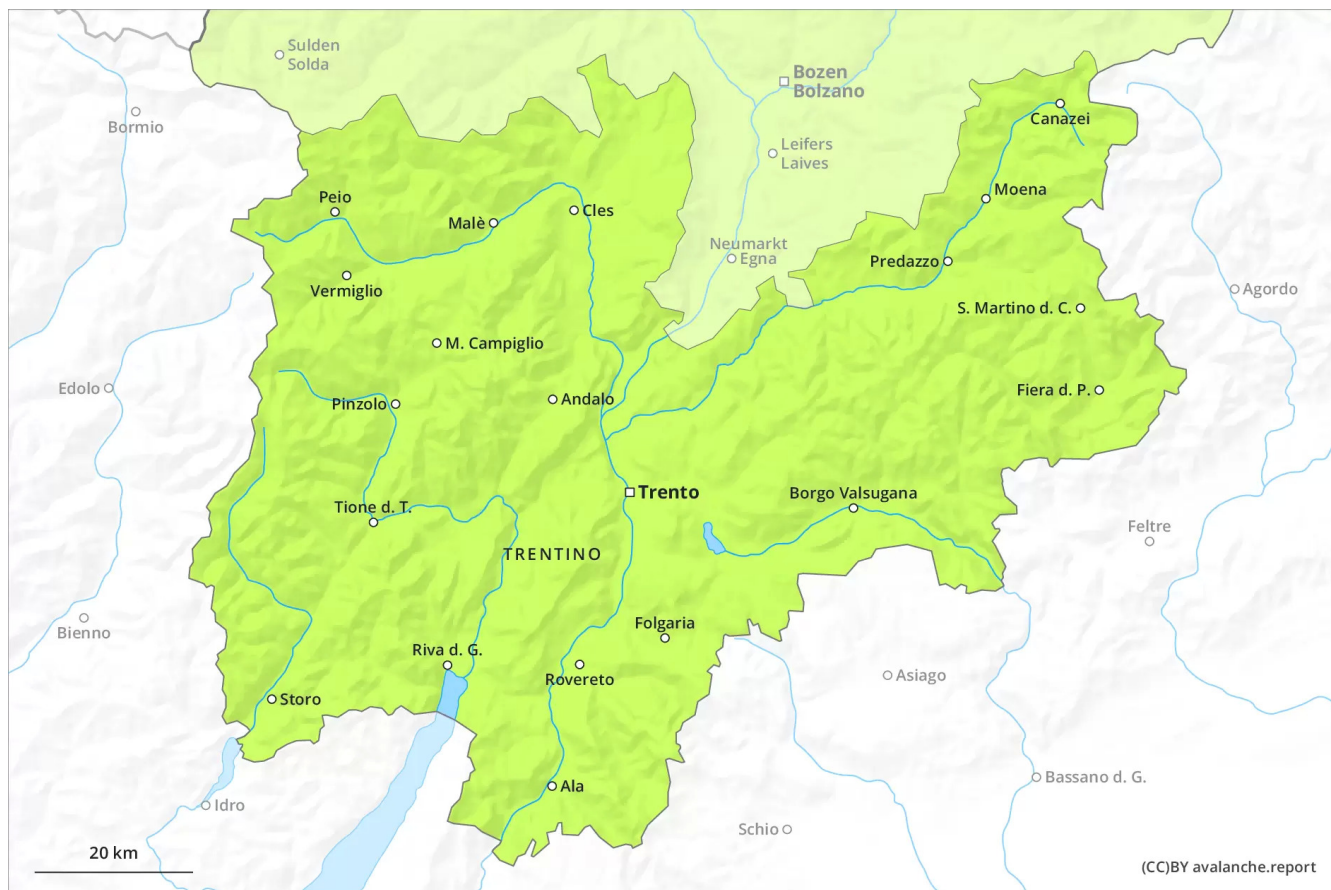 Sulden
Solda
Bozen
Bolzano
Bormio
Canazei
Leifers
Laives
Moena
Peio
Malè
Cles
Neumarkt
Egna
Predazzo
Vermiglio
Agordo
S. Martino d. C.
M. Campiglio
Edolo
Andalo
Fiera d. P.
Pinzolo
Trento
Borgo Valsugana
Tione d. T.
Feltre
TRENTINO
Bienno
Folgaria
Riva d. G.
Rovereto
Asiago
Storo
Bassano d. G.
Ala
Idro
Schio
20 km
(CC)BY avalanche.report